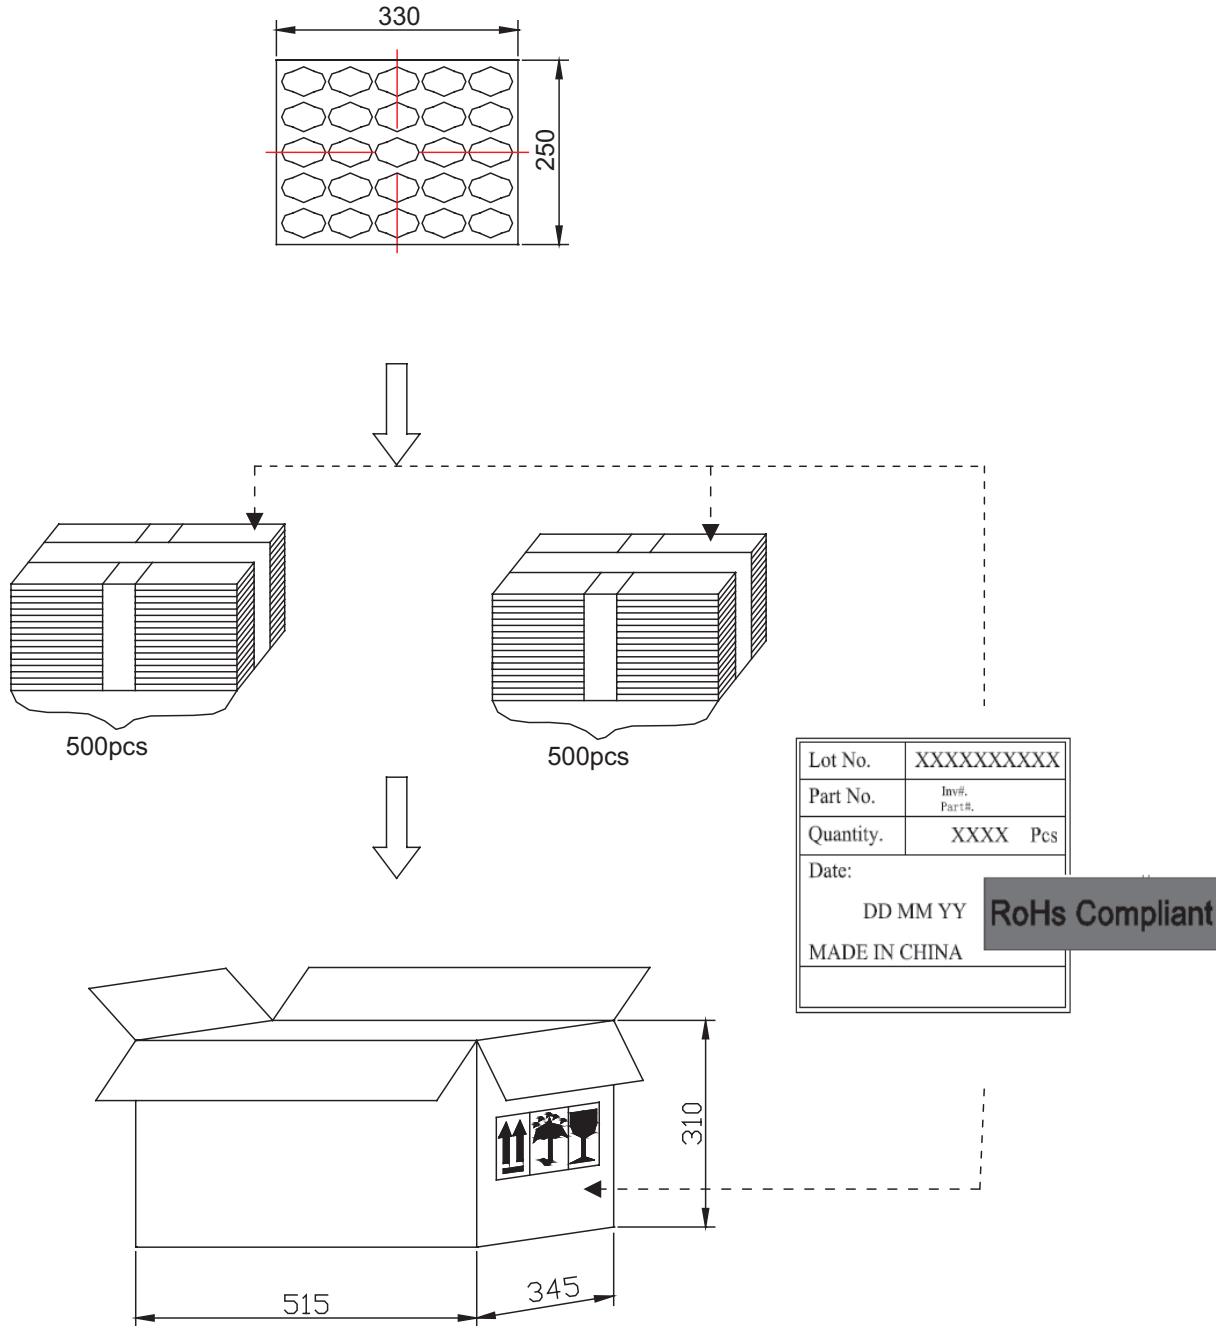 330
250
500pcs
500pcs
Lot No. XXXXXXXXXX
Part No. Inv#.
Part#.
Quantity. XXXX Pcs
Date:
DD MM YY
RoHs Compliant
MADE IN CHINA
310
345
515